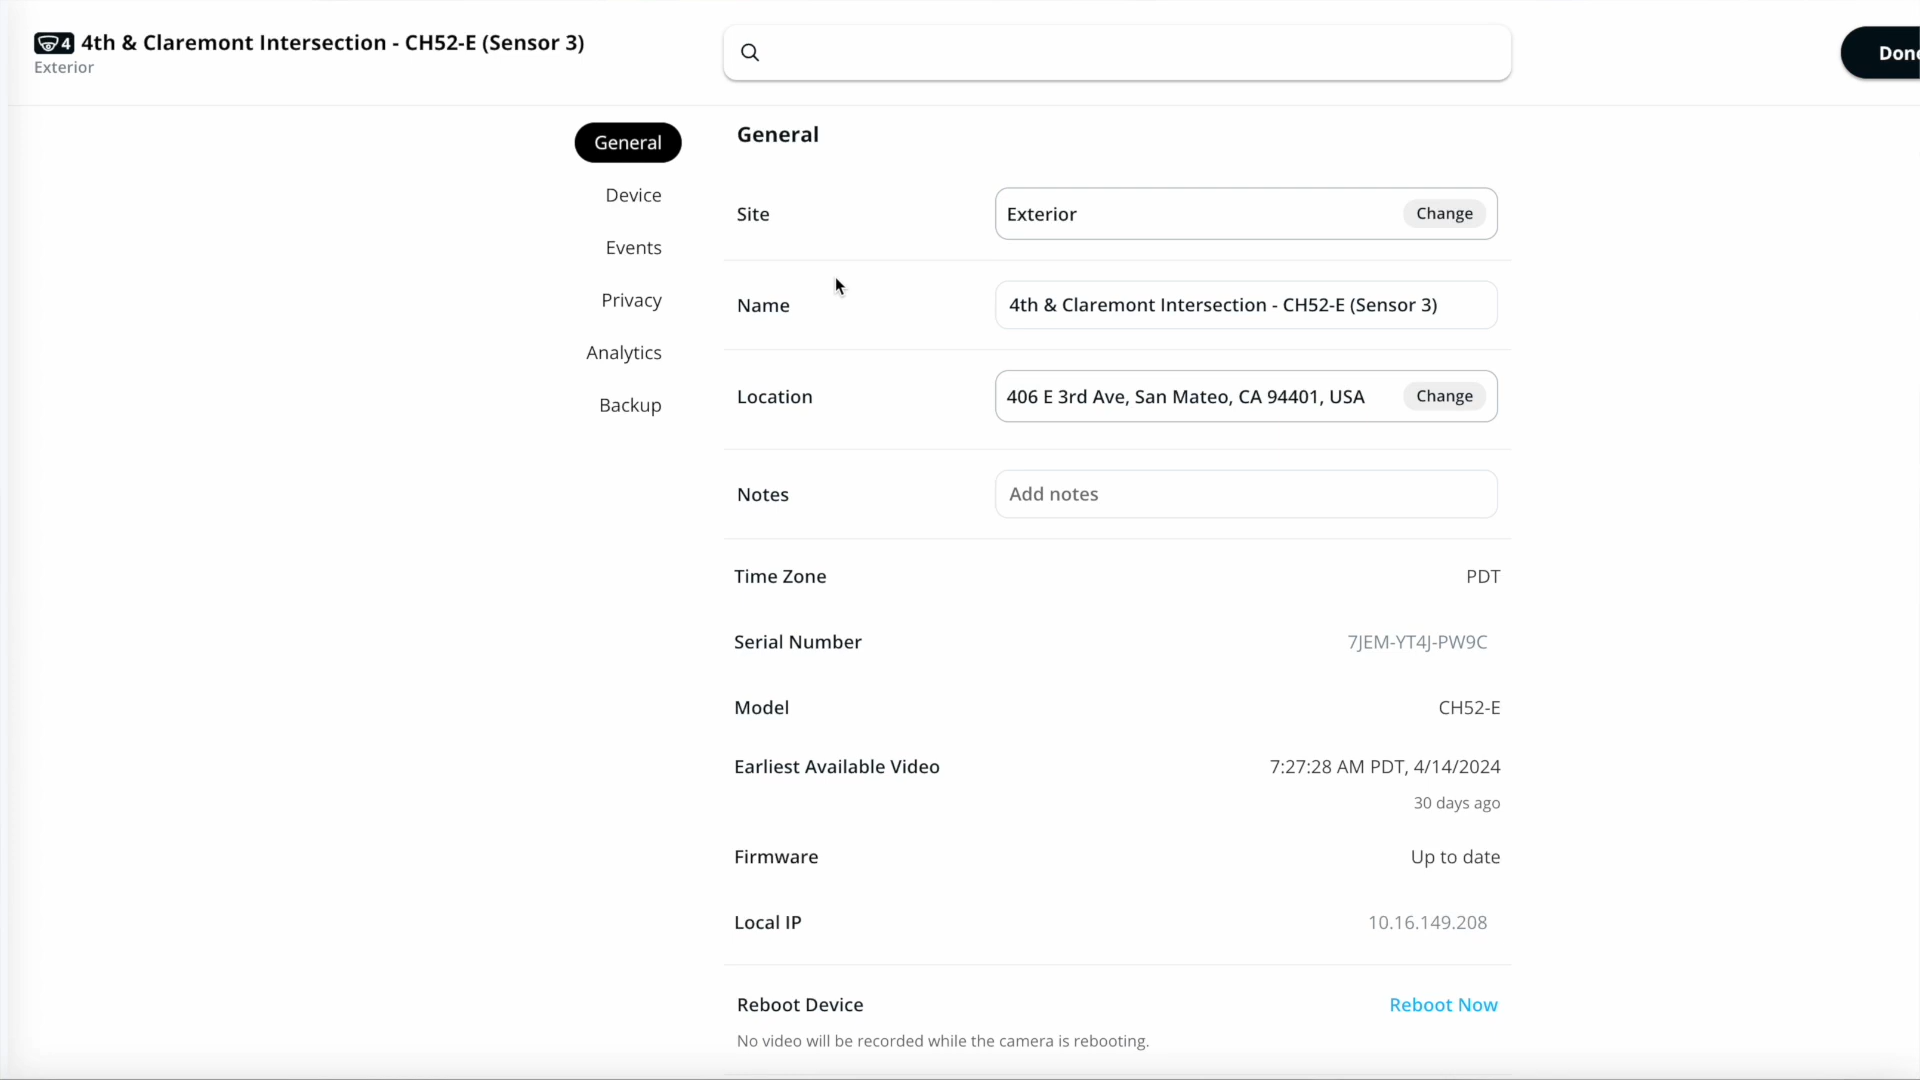 4 4th & Claremont Intersection - CH52-E (Sensor 3)
Exterior
Done
General
Device
Events
Privacy
Analytics
Backup
General
Site
Exterior
Change
Name
4th & Claremont Intersection - CH52-E (Sensor 3)
Location
406 E 3rd Ave, San Mateo, CA 94401, USA
Change
Notes
Add notes
Time Zone
PDT
Serial Number
7JEM-YT4J-PW9C
Model
CH52-E
Earliest Available Video
7:27:28 AM PDT, 4/14/2024
30 days ago
Firmware
Up to date
Local IP
10.16.149.208
Reboot Device
Reboot Now
No video will be recorded while the camera is rebooting.